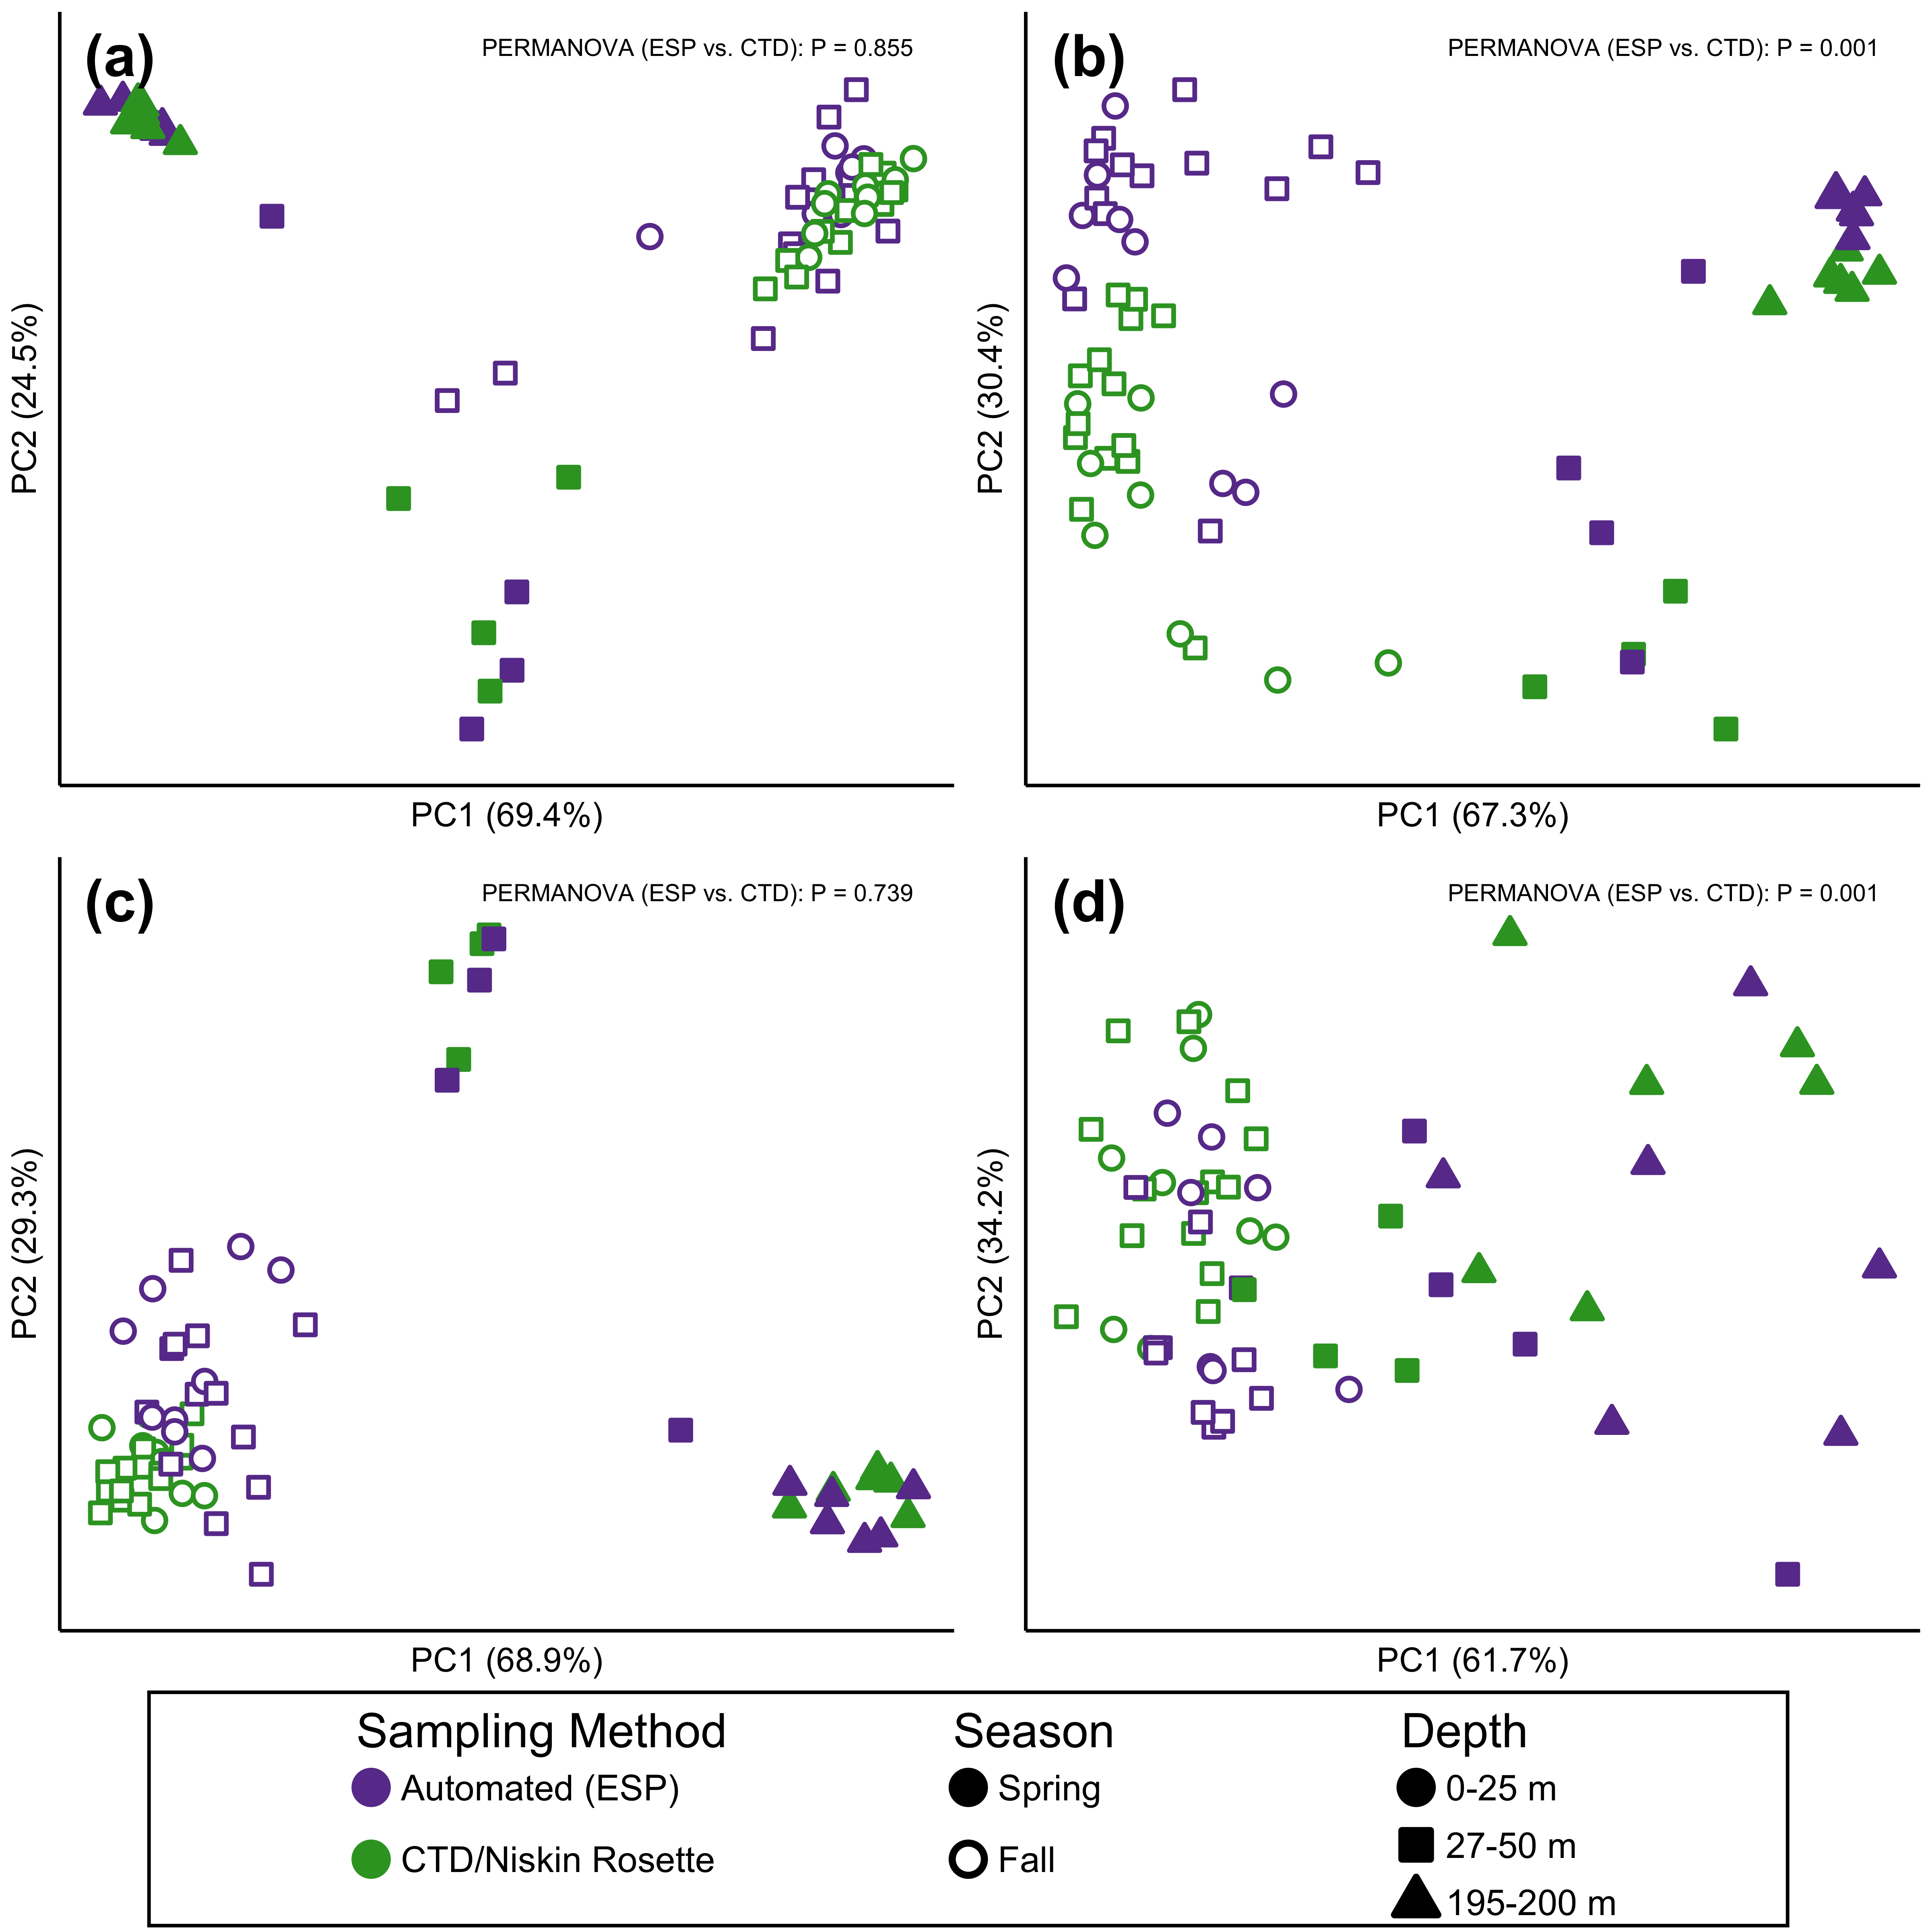 (a)
PERMANOVA (ESP vs. CTD): P = 0.855
PC2 (24.5%)
PC1 (69.4%)
(b)
PERMANOVA (ESP vs. CTD): P = 0.001
PC2 (30.4%)
PC1 (67.3%)
(c)
PERMANOVA (ESP vs. CTD): P = 0.739
PC2 (29.3%)
PC1 (68.9%)
(d)
PERMANOVA (ESP vs. CTD): P = 0.001
PC2 (34.2%)
PC1 (61.7%)
Sampling Method
Automated (ESP)
CTD/Niskin Rosette
Season
Spring
Fall
Depth
0-25 m
27-50 m
195-200 m